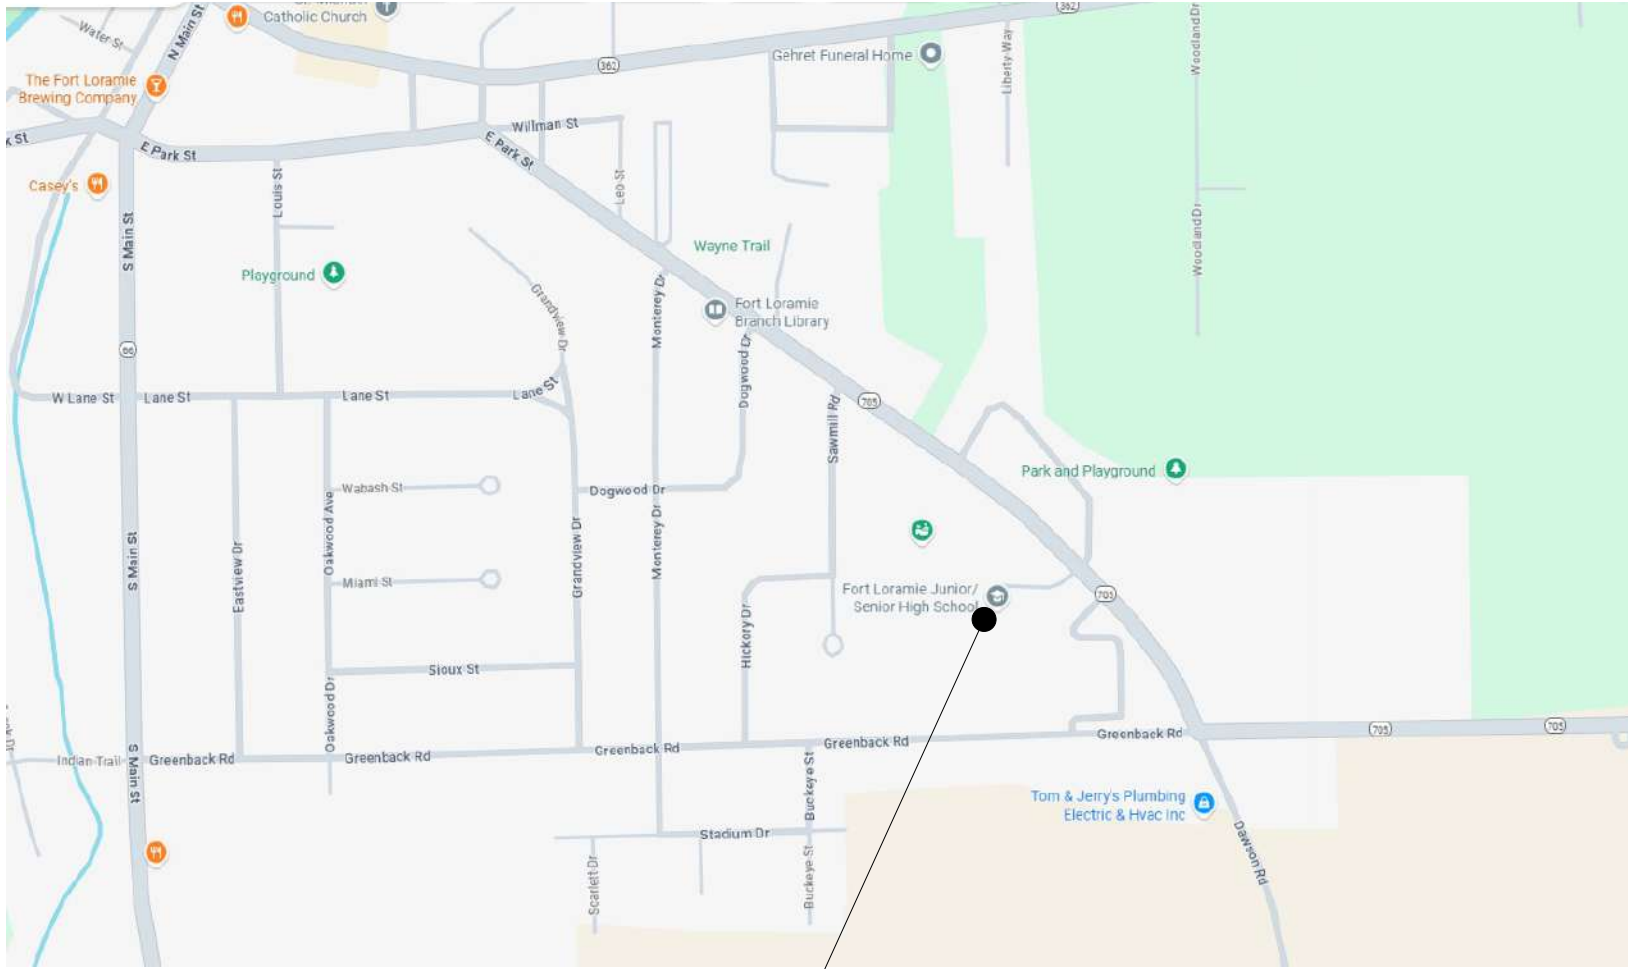 362
Catholic Church
Water St
N Main St
Gehret Funeral Home
362
Liberty Way
Woodland Dr
The Fort Loramie
Brewing Company
Willman St
E Park St
E Park St
Casey's
Louis St
Leo St
S Main St
Woodland Dr
Wayne Trail
Playground
Grandview Dr
Monterey Dr
Fort Loramie
Branch Library
66
Dogwood Dr
W Lane St
Lane St
Lane St
Lane St
Sawmill Rd
705
Park and Playground
Wabash St
Dogwood Dr
Oakwood Ave
Monterey Dr
Grandview Dr
S Main St
Eastview Dr
Miami St
Fort Loramie Junior/
Senior High School
705
Hickory Dr
Sioux St
Oakwood Dr
Indian Trail
Greenback Rd
Greenback Rd
Greenback Rd
Greenback Rd
Greenback Rd
705
705
S Main St
Buckeye St
Tom & Jerry's Plumbing
Electric & Hvac Inc
Stadium Dr
Dawson Rd
Scarlett Dr
Buckeye St